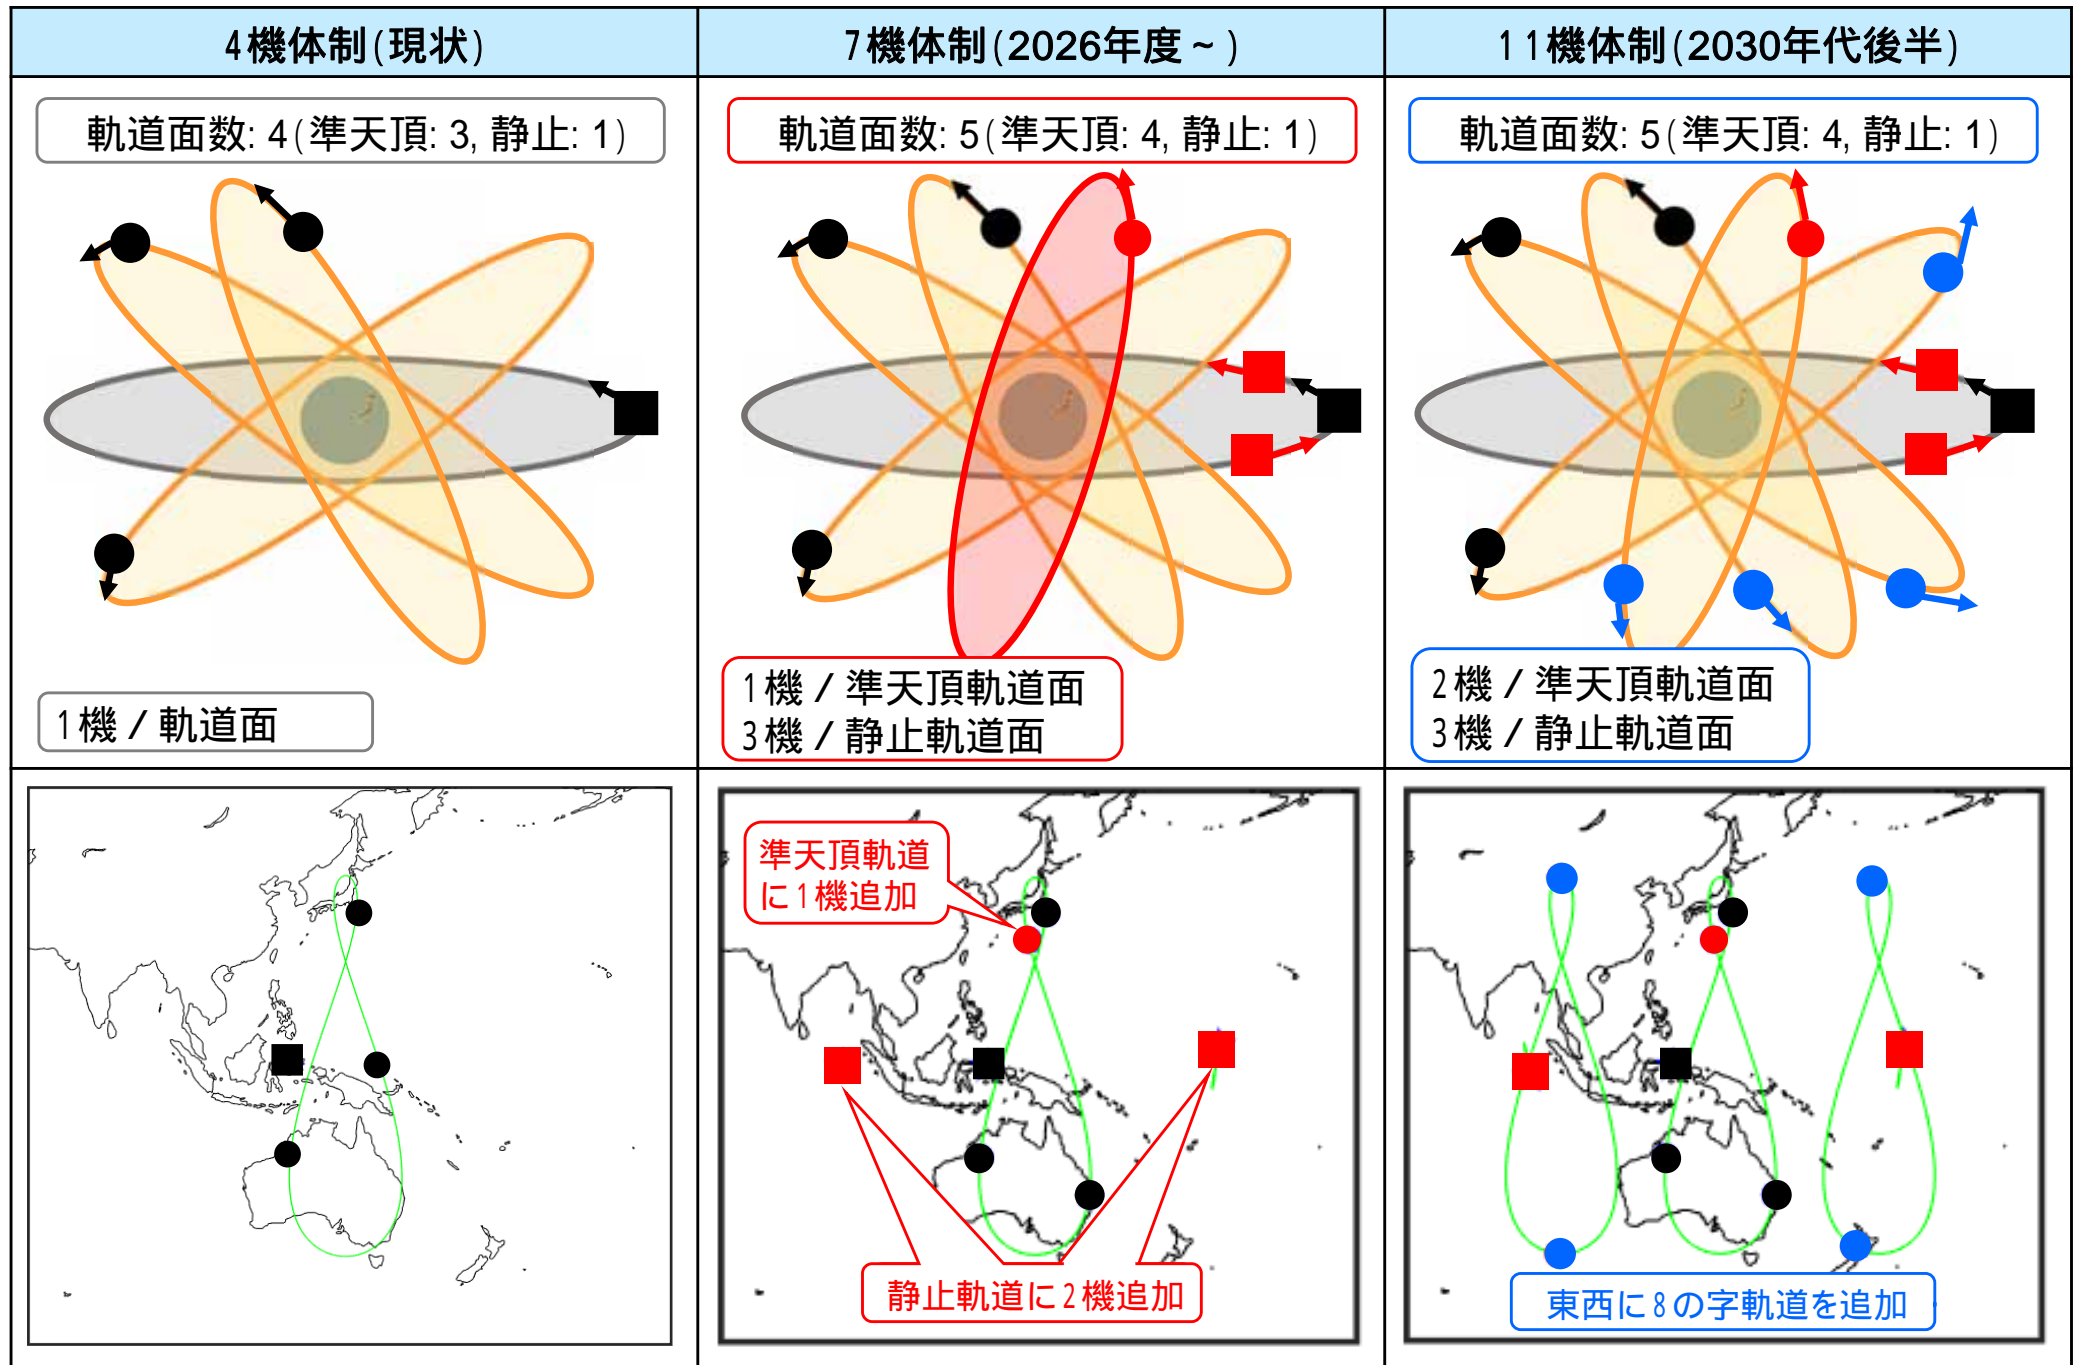 4機体制(現状)
7機体制(2026年度~)
11機体制(2030年代後半)
軌道面数: 4(準天頂: 3, 静止: 1)
軌道面数: 5(準天頂: 4, 静止: 1)
軌道面数: 5(準天頂: 4, 静止: 1)
1機/軌道面
1機/準天頂軌道面
3機/静止軌道面
2機/準天頂軌道面
3機/静止軌道面
準天頂軌道
に1機追加
静止軌道に2機追加
東西に8の字軌道を追加